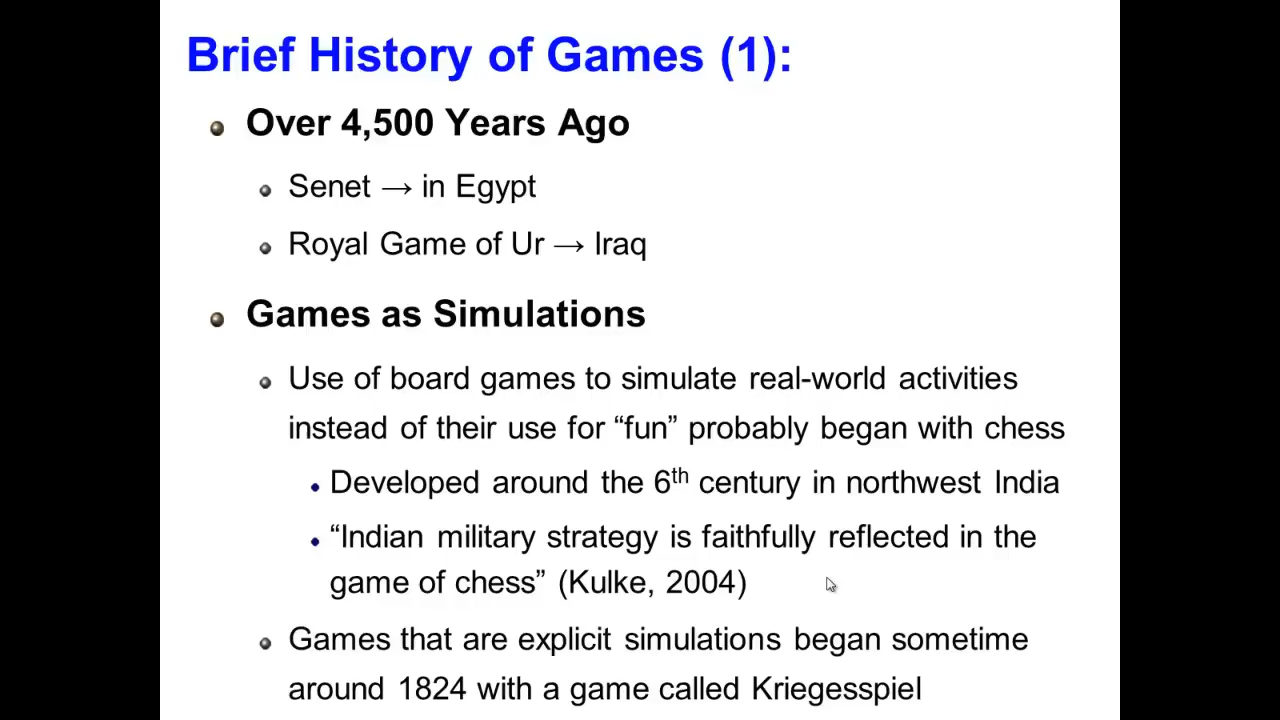 Brief History of Games (1):
Over 4,500 Years Ago
Senet → in Egypt
Royal Game of Ur → Iraq
Games as Simulations
Use of board games to simulate real-world activities
instead of their use for “fun” probably began with chess
Developed around the 6th century in northwest India
“Indian military strategy is faithfully reflected in the
game of chess” (Kulke, 2004)
Games that are explicit simulations began sometime
around 1824 with a game called Kriegesspiel